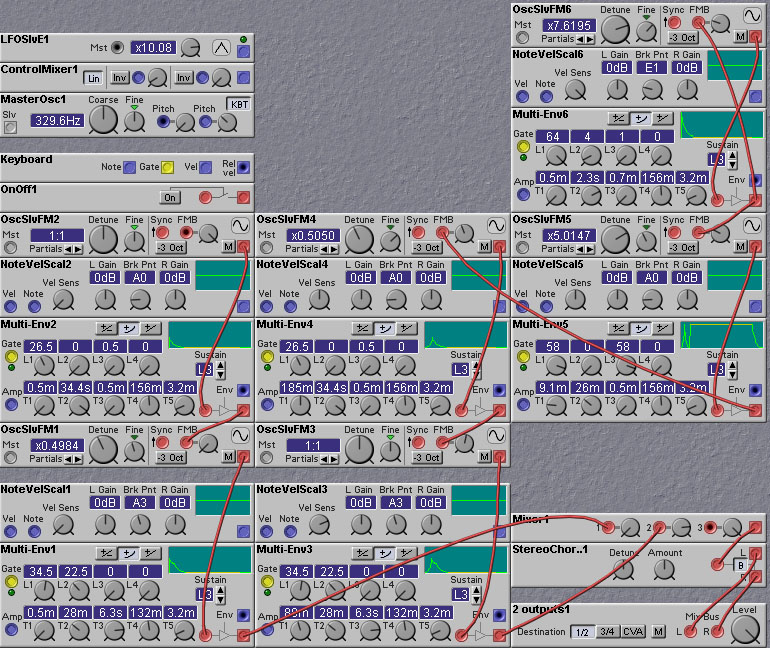 LFOSlvE1
Mst x10.08
ControlMixer1 Lin Inv Inv
MasterOsc1 Coarse Fine KBT
Slv 329.6Hz Pitch Pitch
Keyboard Note Gate Vel Rel vel
OnOff1 On
OscSlvFM6 Detune Fine Sync FMB
Mst x7.6195 -3 Oct M
Partials
NoteVelScal6 L Gain Brk Pnt R Gain
0dB E1 0dB
Vel Note Vel Sens
Multi-Env6
Gate 64 4 1 0 Sustain
L1 L2 L3 L4 L3
0.5m 2.3s 0.7m 156m 3.2m Env
Amp T1 T2 T3 T4 T5
OscSlvFM2 Detune Fine Sync FMB
Mst 1:1 -3 Oct M
Partials
NoteVelScal2 L Gain Brk Pnt R Gain
0dB A0 0dB
Vel Note Vel Sens
Multi-Env2
Gate 26.5 0 0.5 0 Sustain
L1 L2 L3 L4 L3
0.5m 34.4s 0.5m 156m 3.2m Env
Amp T1 T2 T3 T4 T5
OscSlvFM4 Detune Fine Sync FMB
Mst x0.5050 -3 Oct M
Partials
NoteVelScal4 L Gain Brk Pnt R Gain
0dB A0 0dB
Vel Note Vel Sens
Multi-Env4
Gate 26.5 0 0.5 0 Sustain
L1 L2 L3 L4 L3
185m 34.4s 0.5m 156m 3.2m Env
Amp T1 T2 T3 T4 T5
OscSlvFM5 Detune Fine Sync FMB
Mst x5.0147 -3 Oct M
Partials
NoteVelScal5 L Gain Brk Pnt R Gain
0dB A0 0dB
Vel Note Vel Sens
Multi-Env5
Gate 58 0 58 0 Sustain
L1 L2 L3 L4 L3
9.1m 26m 0.5m 156m 3.2m Env
Amp T1 T2 T3 T4 T5
OscSlvFM1 Detune Fine Sync FMB
Mst x0.4984 -3 Oct M
Partials
NoteVelScal1 L Gain Brk Pnt R Gain
0dB A3 0dB
Vel Note Vel Sens
Multi-Env1
Gate 34.5 22.5 0 0 Sustain
L1 L2 L3 L4 L3
0.5m 28m 6.3s 132m 3.2m Env
Amp T1 T2 T3 T4 T5
OscSlvFM3 Detune Fine Sync FMB
Mst 1:1 -3 Oct M
Partials
NoteVelScal3 L Gain Brk Pnt R Gain
0dB A3 0dB
Vel Note Vel Sens
Multi-Env3
Gate 34.5 22.5 0 0 Sustain
L1 L2 L3 L4 L3
28m 6.3s 132m 3.2m Env
Amp T1 T2 T3 T4 T5
Mixer1 1 2 3
StereoChor..1 Detune Amount L B R
2 outputs1 Mix Bus Level
Destination 1/2 3/4 CVA M L R